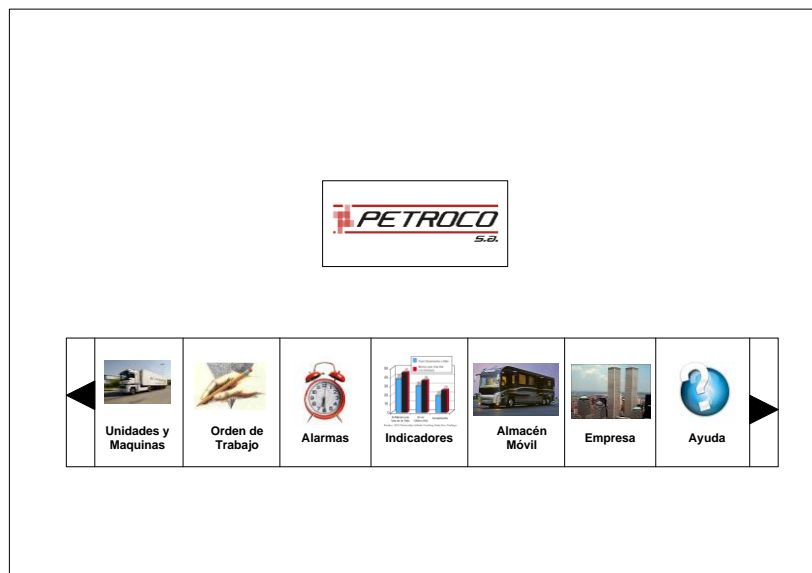 PETROCO
s.a.
Unidades y
Maquinas
Orden de
Trabajo
Alarmas
Indicadores
Almacén
Móvil
Empresa
Ayuda